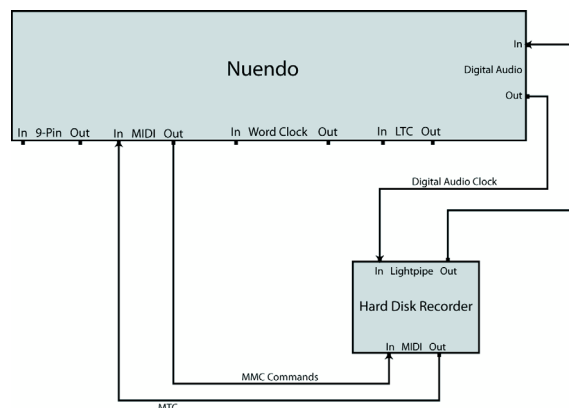 Nuendo
In
Digital Audio
Out
In 9-Pin Out In MIDI Out In Word Clock Out In LTC Out
Digital Audio Clock
In Lightpipe Out
Hard Disk Recorder
In MIDI Out
MMC Commands
MTC